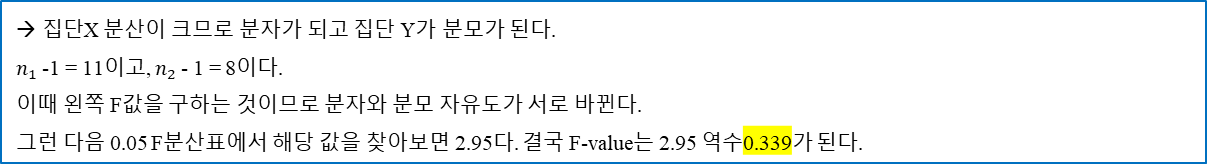 → 집단X 분산이 크므로 분자가 되고 집단 Y가 분모가 된다.
n₁ -1 = 11이고, n₂ - 1 = 8이다.
이때 왼쪽 F값을 구하는 것이므로 분자와 분모 자유도가 서로 바뀐다.
그런 다음 0.05 F분산표에서 해당 값을 찾아보면 2.95다. 결국 F-value는 2.95 역수0.339가 된다.